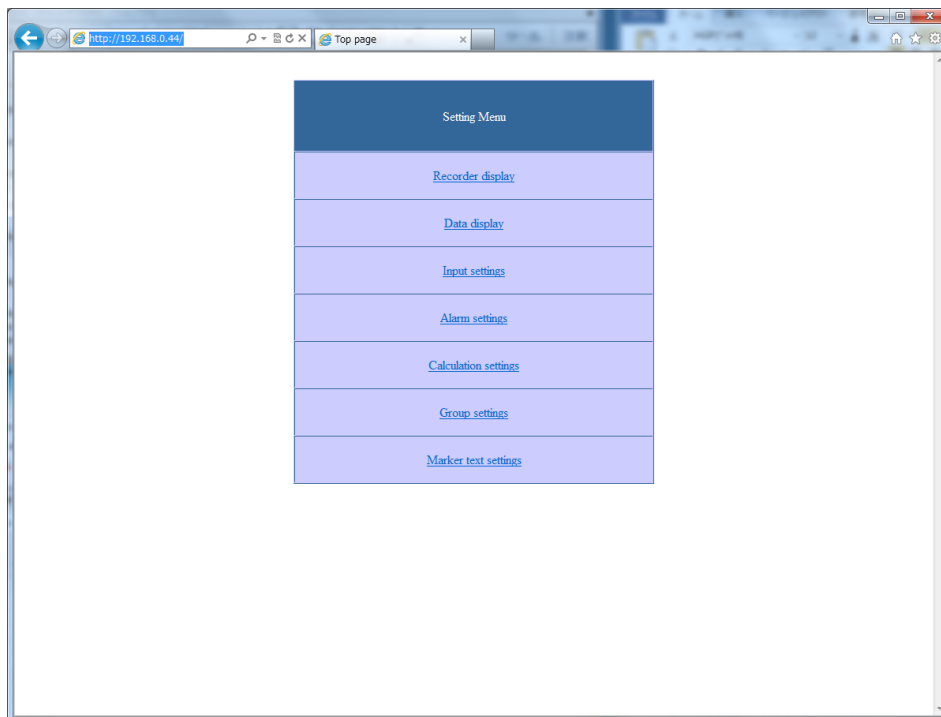 http://192.168.0.44/
Top page
Setting Menu
Recorder display
Data display
Input settings
Alarm settings
Calculation settings
Group settings
Marker text settings